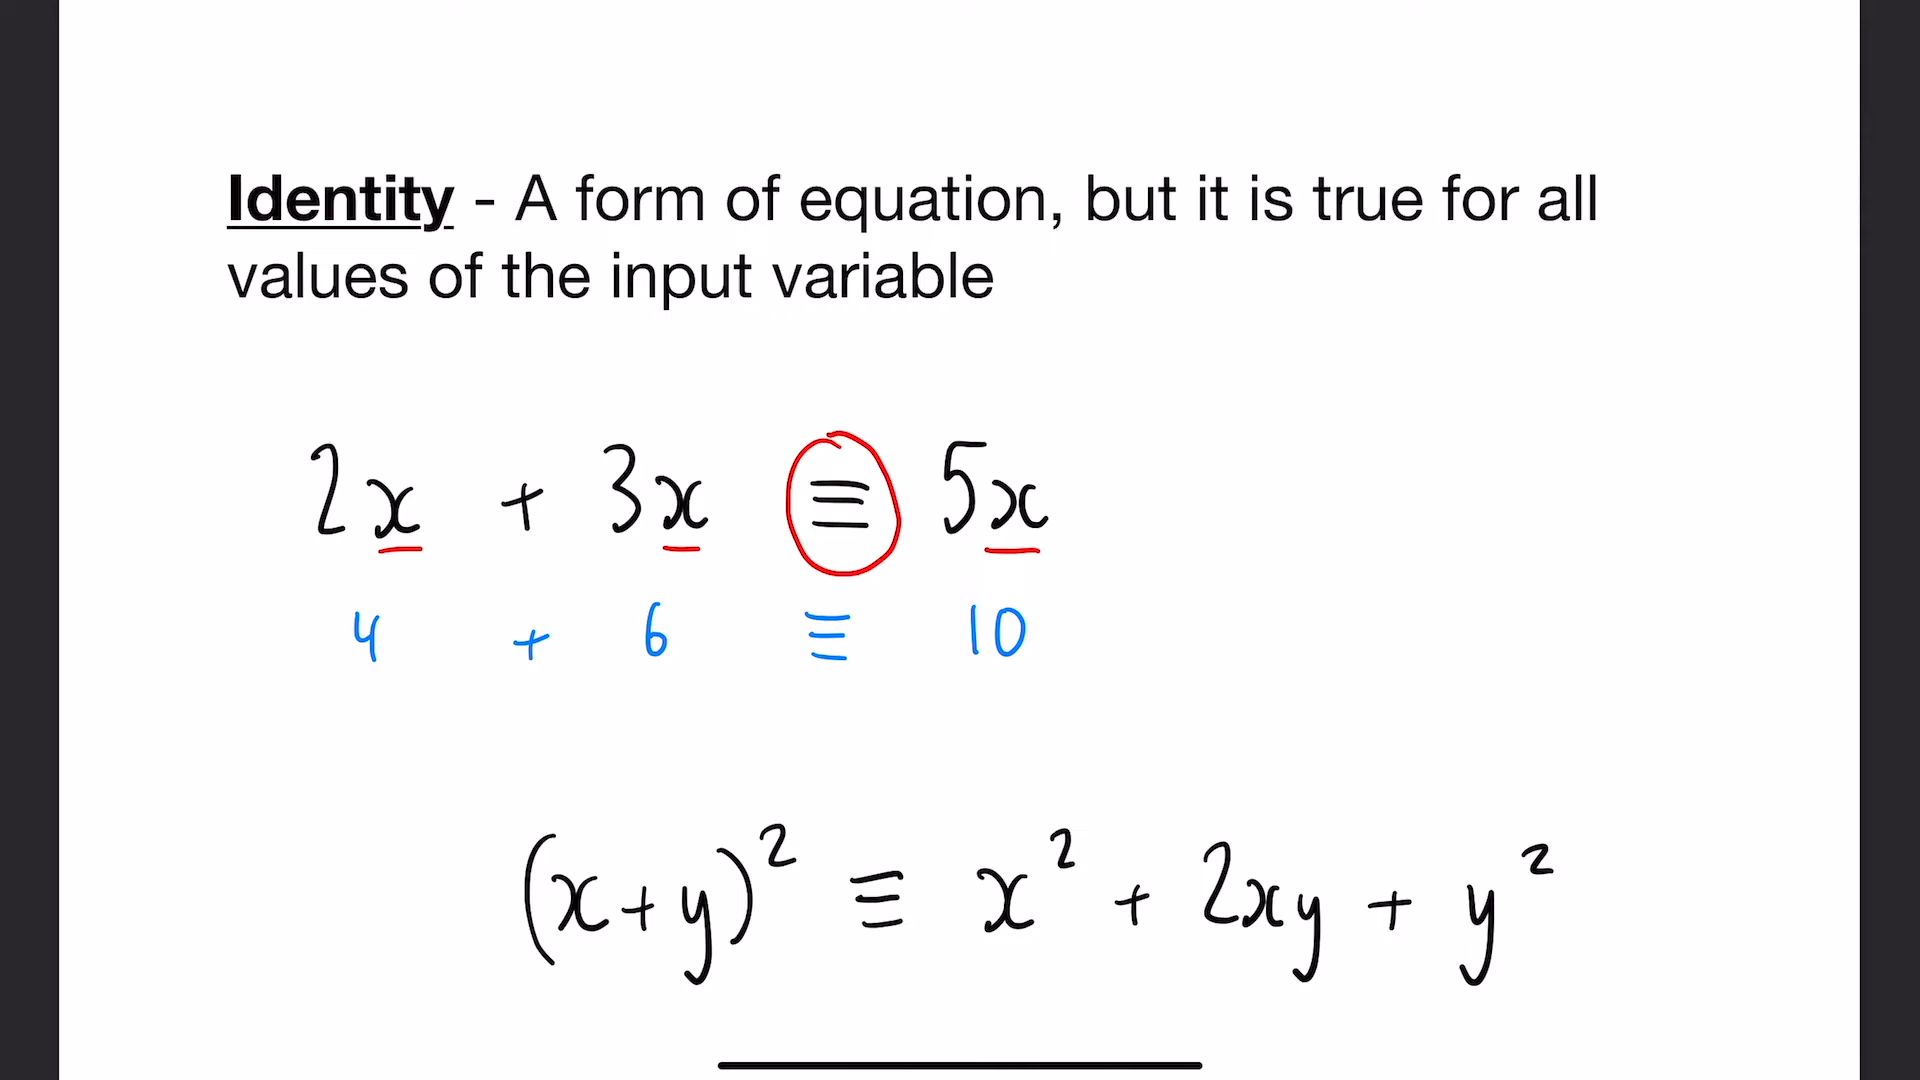 Identity - A form of equation, but it is true for all
values of the input variable
2x + 3x ≡ 5x
4 + 6 ≡ 10
(x+y)² ≡ x² + 2xy + y²